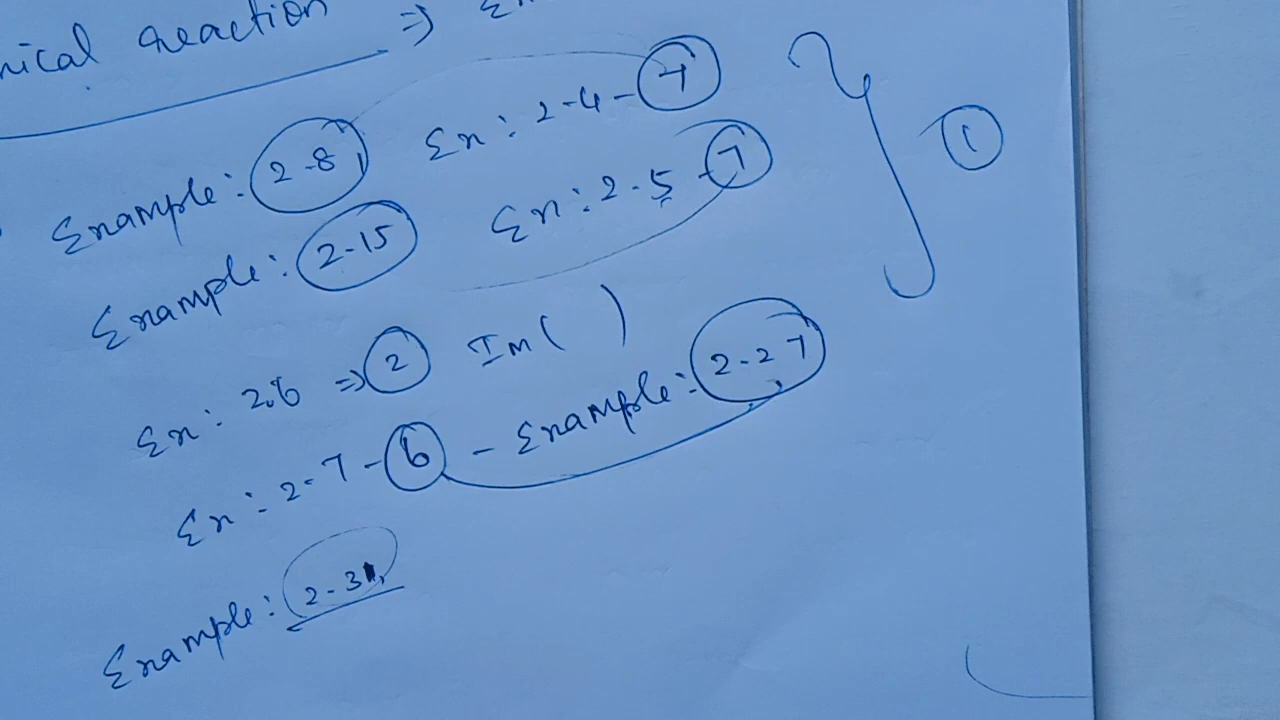 nical reaction ⇒ Ex
Example: 2-8 Ex: 2-4-7
Example: 2-15 Ex: 2-5-7
1
Ex: 2.6 ⇒ 2 Im( )
Ex: 2-7-6 - Example: 2-27
Example: 2-31